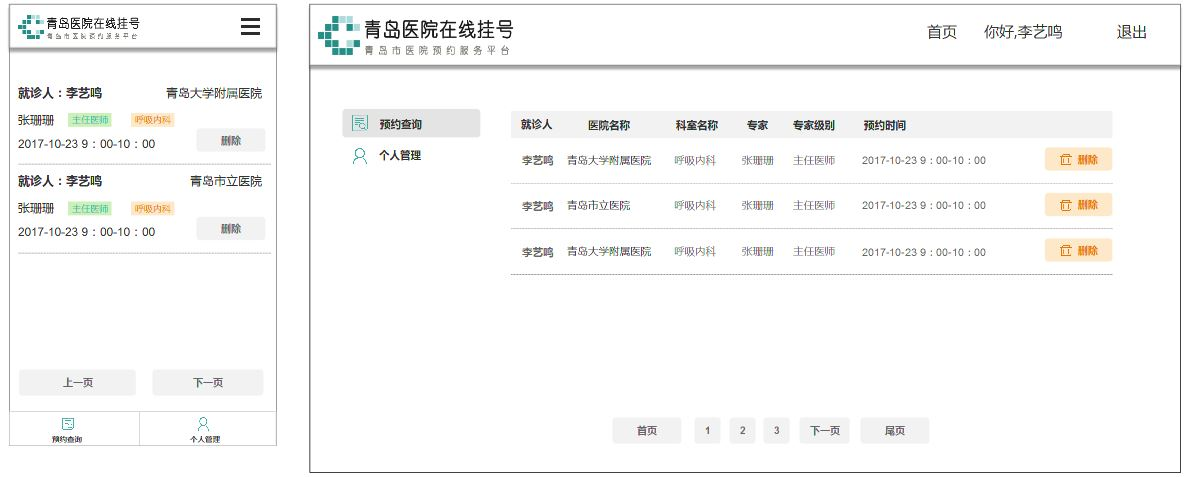 青岛医院在线挂号
青岛市医院预约服务平台
就诊人：李艺鸣 青岛大学附属医院
张珊珊 主任医师 呼吸内科
2017-10-23 9：00-10：00 删除
就诊人：李艺鸣 青岛市立医院
张珊珊 主任医师 呼吸内科
2017-10-23 9：00-10：00 删除
上一页 下一页
预约查询 个人管理
青岛医院在线挂号
青岛市医院预约服务平台
首页 你好,李艺鸣 退出
预约查询
个人管理
就诊人 医院名称 科室名称 专家 专家级别 预约时间
李艺鸣 青岛大学附属医院 呼吸内科 张珊珊 主任医师 2017-10-23 9：00-10：00 删除
李艺鸣 青岛市立医院 呼吸内科 张珊珊 主任医师 2017-10-23 9：00-10：00 删除
李艺鸣 青岛大学附属医院 呼吸内科 张珊珊 主任医师 2017-10-23 9：00-10：00 删除
首页 1 2 3 下一页 尾页